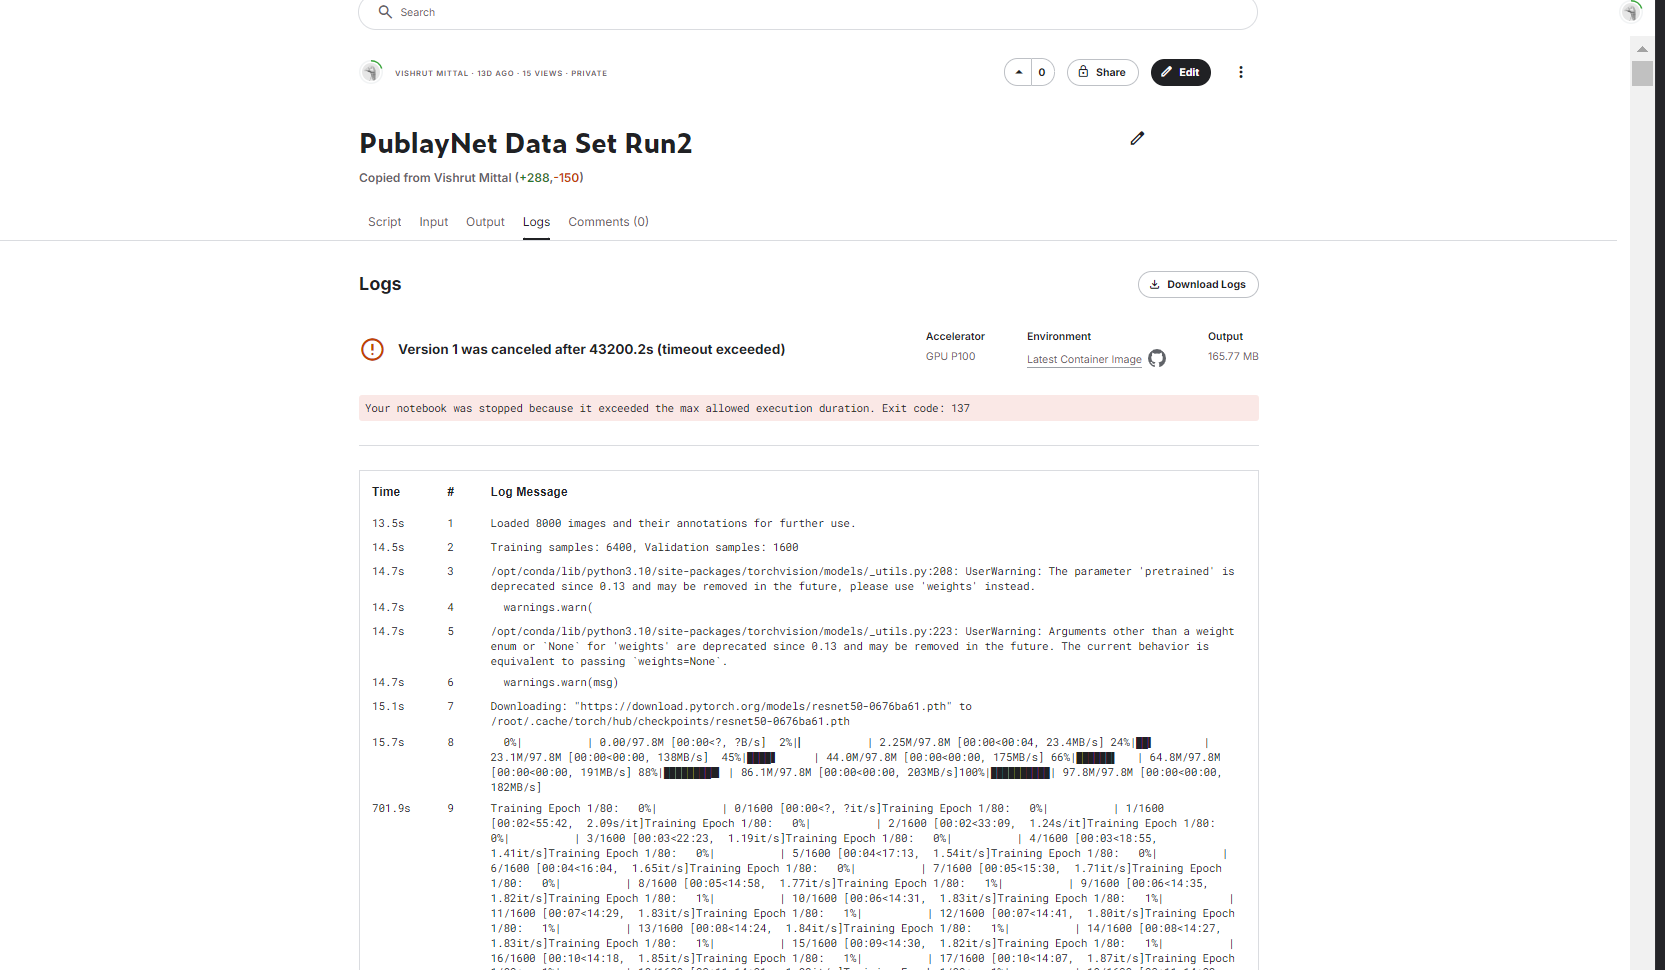 Search
VISHRUT MITTAL · 13D AGO · 15 VIEWS · PRIVATE
0
Share
Edit
PublayNet Data Set Run2
Copied from Vishrut Mittal (+288,-150)
Script Input Output Logs Comments (0)
Logs
Download Logs
Version 1 was canceled after 43200.2s (timeout exceeded)
Accelerator
GPU P100
Environment
Latest Container Image
Output
165.77 MB
Your notebook was stopped because it exceeded the max allowed execution duration. Exit code: 137
Time # Log Message
13.5s 1 Loaded 8000 images and their annotations for further use.
14.5s 2 Training samples: 6400, Validation samples: 1600
14.7s 3 /opt/conda/lib/python3.10/site-packages/torchvision/models/_utils.py:208: UserWarning: The parameter 'pretrained' is
deprecated since 0.13 and may be removed in the future, please use 'weights' instead.
14.7s 4 warnings.warn(
14.7s 5 /opt/conda/lib/python3.10/site-packages/torchvision/models/_utils.py:223: UserWarning: Arguments other than a weight
enum or `None` for 'weights' are deprecated since 0.13 and may be removed in the future. The current behavior is
equivalent to passing `weights=None`.
14.7s 6 warnings.warn(msg)
15.1s 7 Downloading: "https://download.pytorch.org/models/resnet50-0676ba61.pth" to
/root/.cache/torch/hub/checkpoints/resnet50-0676ba61.pth
15.7s 8 0%| | 0.00/97.8M [00:00<?, ?B/s] 2%|▏ | 2.25M/97.8M [00:00<00:04, 23.4MB/s] 24%|██▎ |
23.1M/97.8M [00:00<00:00, 138MB/s] 45%|████▍ | 44.0M/97.8M [00:00<00:00, 175MB/s] 66%|██████▋ | 64.8M/97.8M
[00:00<00:00, 191MB/s] 88%|████████▊ | 86.1M/97.8M [00:00<00:00, 203MB/s]100%|██████████| 97.8M/97.8M [00:00<00:00,
182MB/s]
701.9s 9 Training Epoch 1/80: 0%| | 0/1600 [00:00<?, ?it/s]Training Epoch 1/80: 0%| | 1/1600
[00:02<55:42, 2.09s/it]Training Epoch 1/80: 0%| | 2/1600 [00:02<33:09, 1.24s/it]Training Epoch 1/80:
0%| | 3/1600 [00:03<22:23, 1.19it/s]Training Epoch 1/80: 0%| | 4/1600 [00:03<18:55,
1.41it/s]Training Epoch 1/80: 0%| | 5/1600 [00:04<17:13, 1.54it/s]Training Epoch 1/80: 0%| |
6/1600 [00:04<16:04, 1.65it/s]Training Epoch 1/80: 0%| | 7/1600 [00:05<15:30, 1.71it/s]Training Epoch
1/80: 0%| | 8/1600 [00:05<14:58, 1.77it/s]Training Epoch 1/80: 1%| | 9/1600 [00:06<14:35,
1.82it/s]Training Epoch 1/80: 1%| | 10/1600 [00:06<14:31, 1.83it/s]Training Epoch 1/80: 1%| |
11/1600 [00:07<14:29, 1.83it/s]Training Epoch 1/80: 1%| | 12/1600 [00:07<14:41, 1.80it/s]Training Epoch
1/80: 1%| | 13/1600 [00:08<14:24, 1.84it/s]Training Epoch 1/80: 1%| | 14/1600 [00:08<14:27,
1.83it/s]Training Epoch 1/80: 1%| | 15/1600 [00:09<14:30, 1.82it/s]Training Epoch 1/80: 1%| |
16/1600 [00:10<14:18, 1.85it/s]Training Epoch 1/80: 1%| | 17/1600 [00:10<14:07, 1.87it/s]Training Epoch